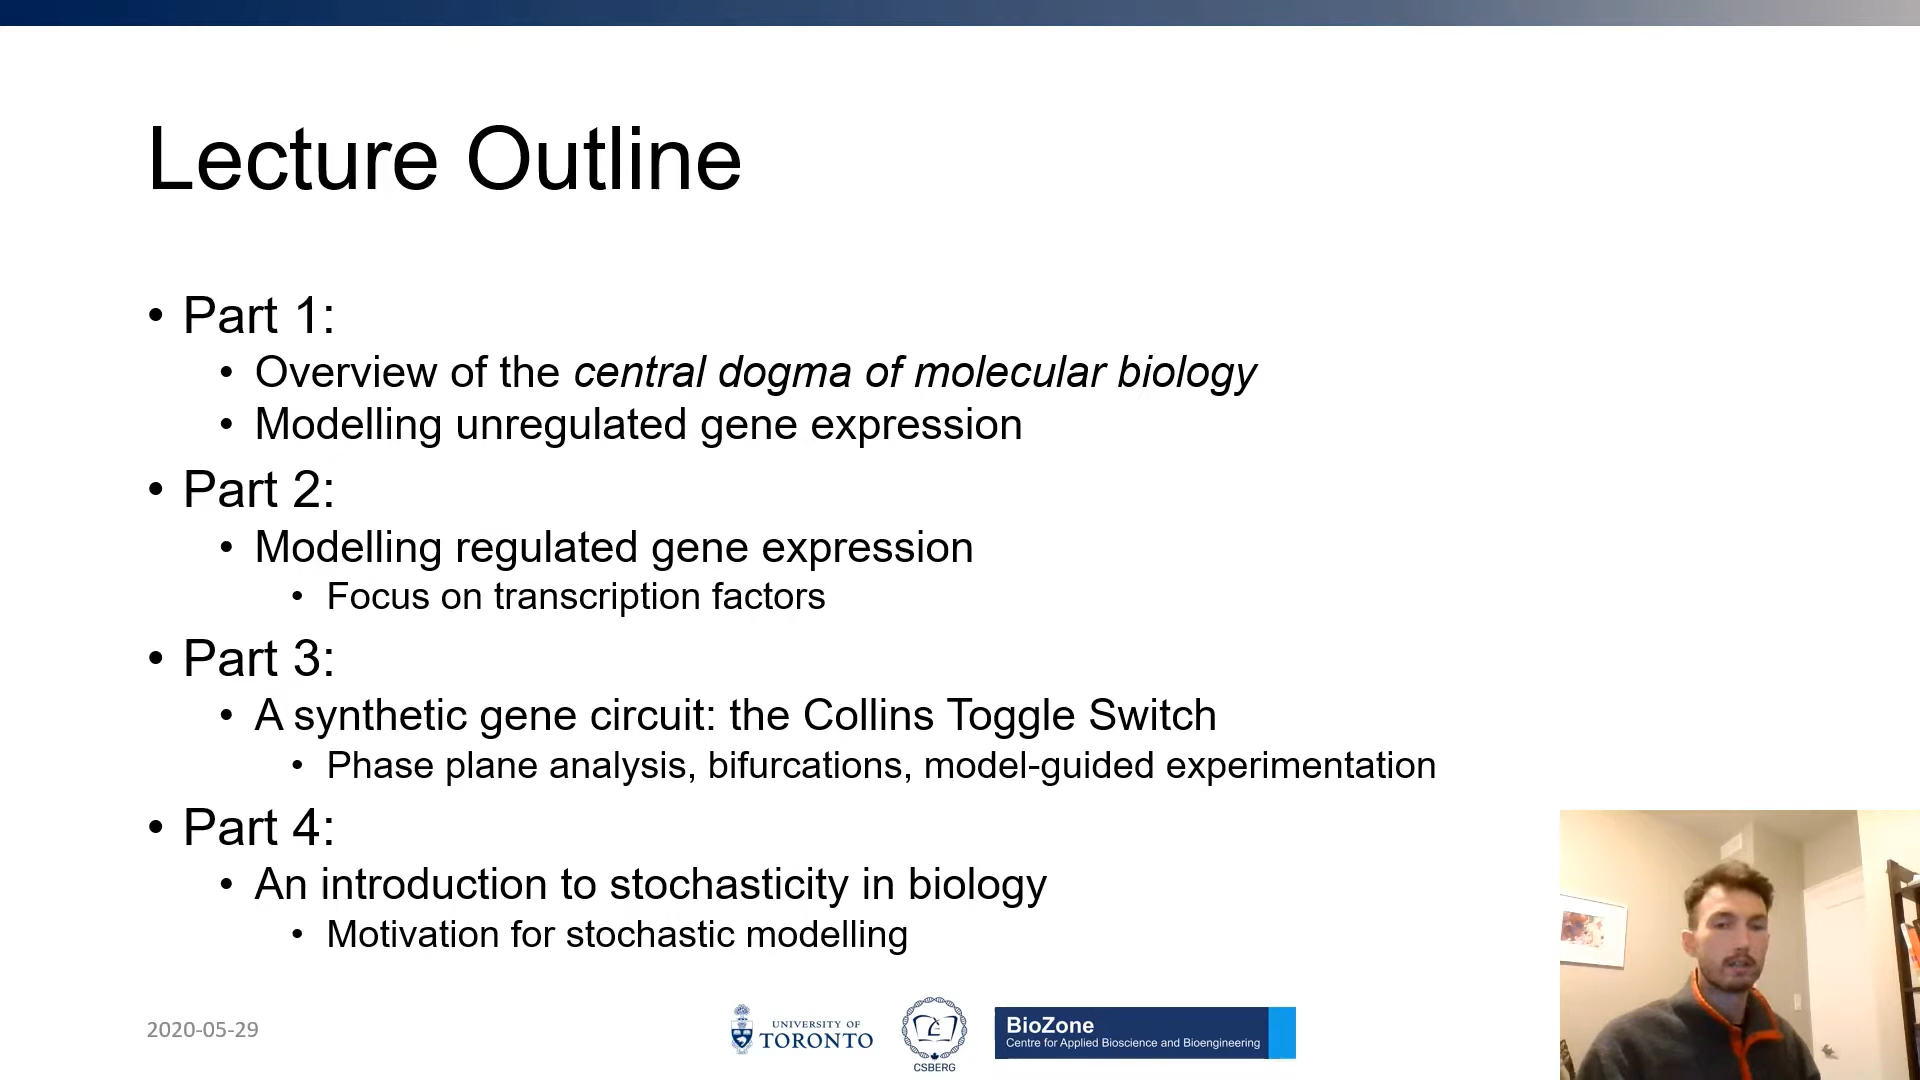 Lecture Outline
• Part 1:
• Overview of the central dogma of molecular biology
• Modelling unregulated gene expression
• Part 2:
• Modelling regulated gene expression
• Focus on transcription factors
• Part 3:
• A synthetic gene circuit: the Collins Toggle Switch
• Phase plane analysis, bifurcations, model-guided experimentation
• Part 4:
• An introduction to stochasticity in biology
• Motivation for stochastic modelling
2020-05-29
UNIVERSITY OF
TORONTO
CSBERG
BioZone
Centre for Applied Bioscience and Bioengineering